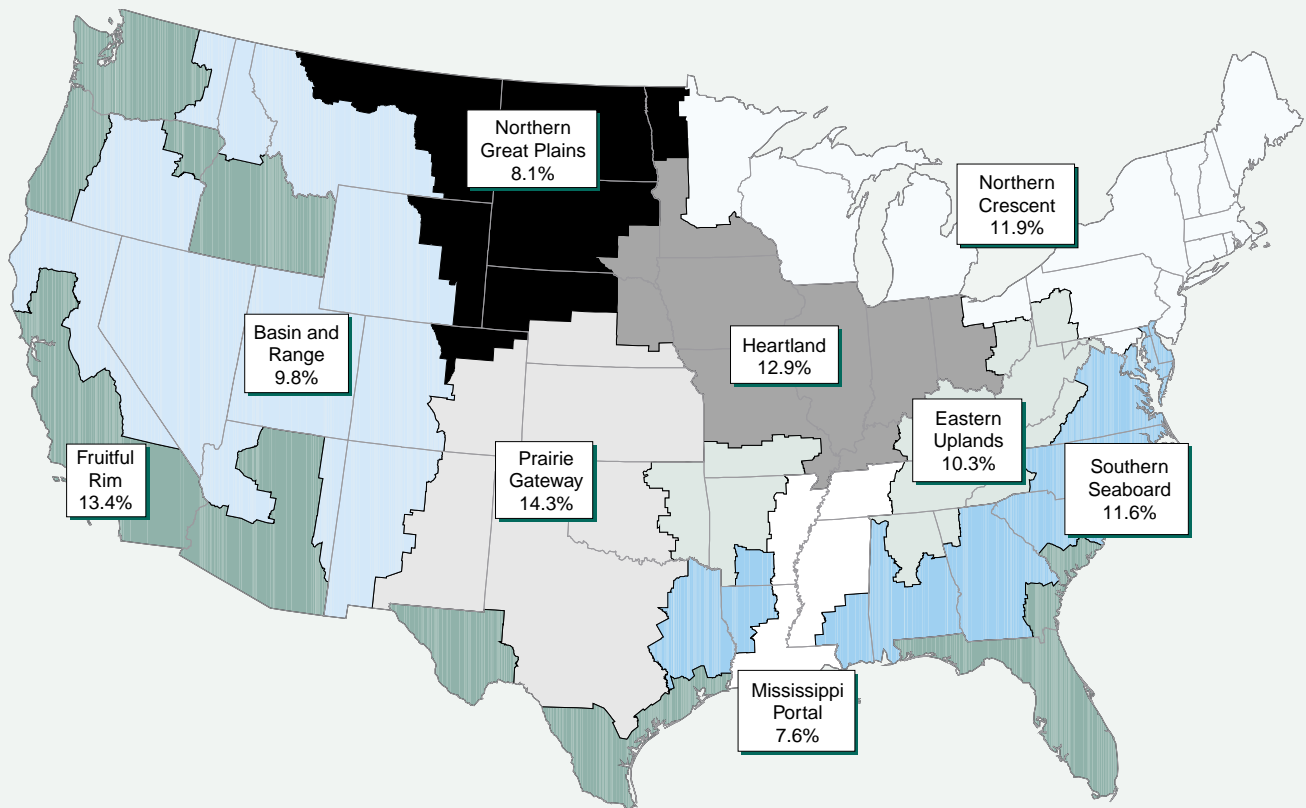 Northern
Great Plains
8.1%
Northern
Crescent
11.9%
Basin and
Range
9.8%
Heartland
12.9%
Eastern
Uplands
10.3%
Fruitful
Rim
13.4%
Prairie
Gateway
14.3%
Southern
Seaboard
11.6%
Mississippi
Portal
7.6%